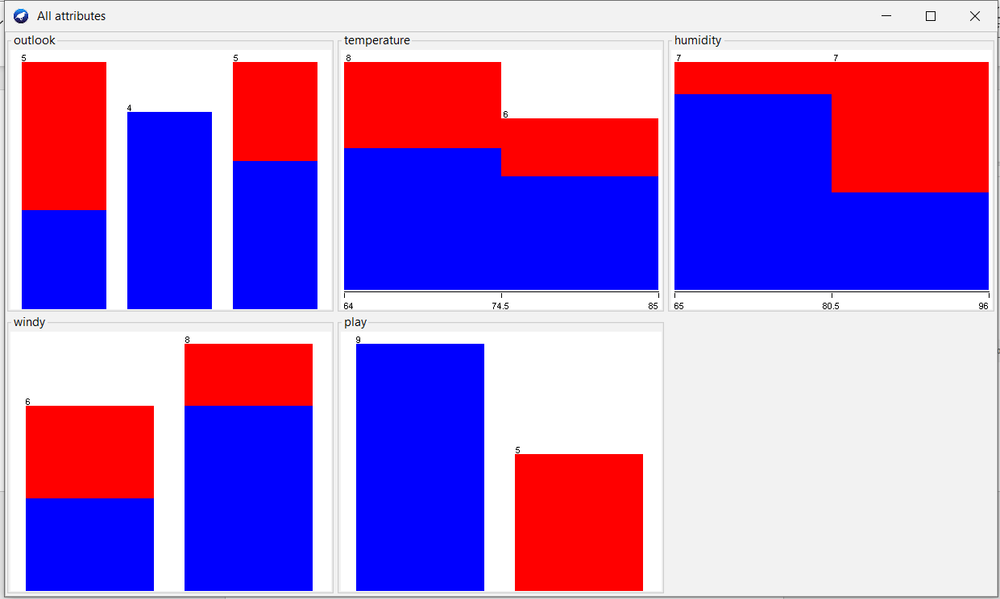 All attributes
outlook
5
4
5
temperature
8
6
64 74.5 85
humidity
7 7
65 80.5 96
windy
6
8
play
9
5